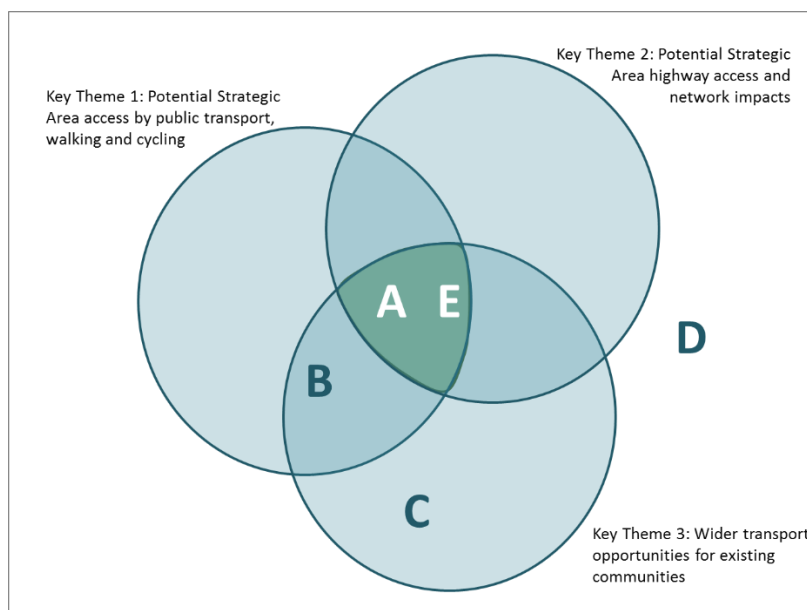 Key Theme 2: Potential Strategic
Area highway access and
network impacts
Key Theme 1: Potential Strategic
Area access by public transport,
walking and cycling
A E
D
B
C
Key Theme 3: Wider transport
opportunities for existing
communities